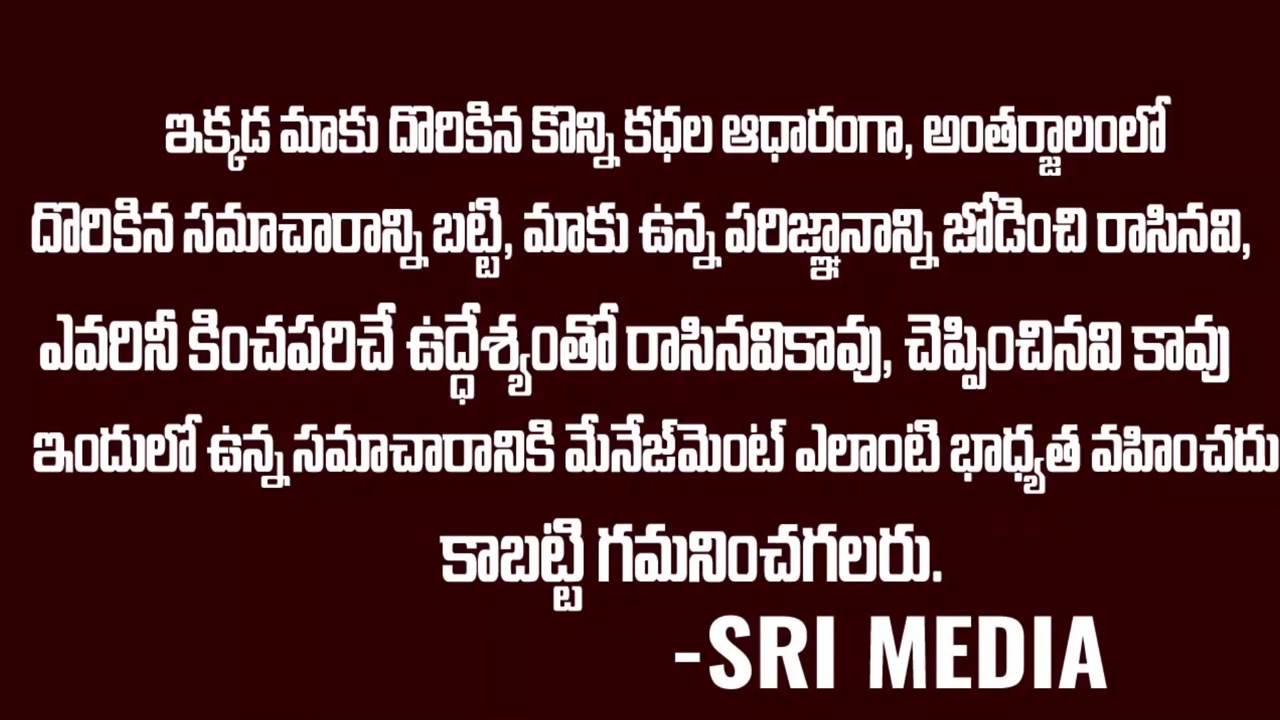 ఇక్కడ మాకు దొరికిన కొన్ని కధల ఆధారంగా, అంతర్జాలంలో
దొరికిన సమాచారాన్ని బట్టి, మాకు ఉన్న పరిజ్ఞానాన్ని జోడించి రాసినవి,
ఎవరినీ కించపరిచే ఉద్ధేశ్యంతో రాసినవికావు, చెప్పించినవి కావు
ఇందులో ఉన్న సమాచారానికి మేనేజ్‌మెంట్ ఎలాంటి భాధ్యత వహించదు
కాబట్టి గమనించగలరు.
-SRI MEDIA